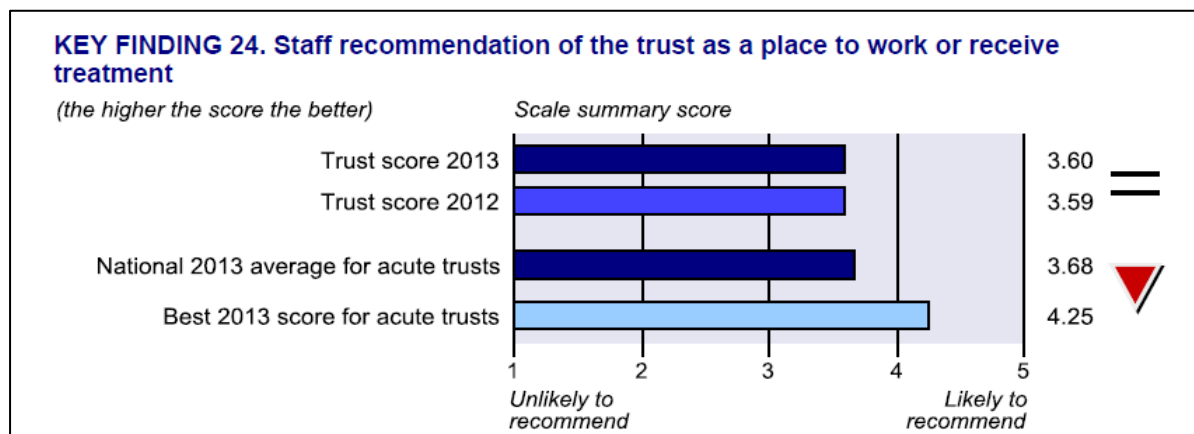 KEY FINDING 24. Staff recommendation of the trust as a place to work or receive
treatment
(the higher the score the better) Scale summary score
Trust score 2013 3.60
Trust score 2012 3.59
National 2013 average for acute trusts 3.68
Best 2013 score for acute trusts 4.25
1 2 3 4 5
Unlikely to Likely to
recommend recommend